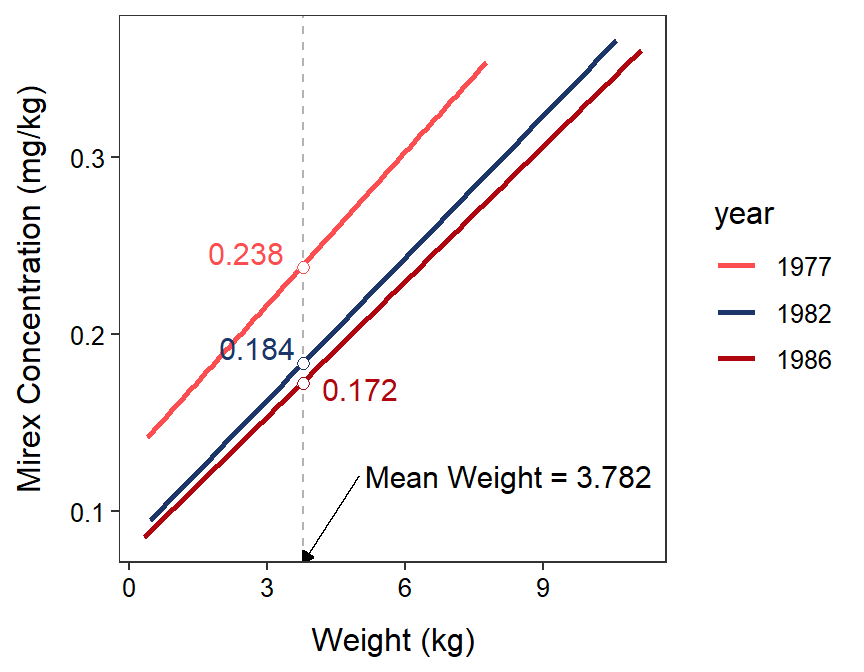 Mirex Concentration (mg/kg)
0.3
0.2
0.1
0.238
0.184
0.172
Mean Weight = 3.782
0 3 6 9
Weight (kg)
year
1977
1982
1986